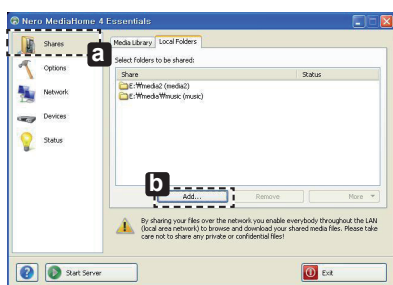 Nero MediaHome 4 Essentials
Shares
a
Options
Network
Devices
Status
Media Library Local Folders
Select folders to be shared:
Share Status
E:₩media2 (media2)
E:₩media₩music (music)
b
Add... Remove More
By sharing your files over the network you enable everybody throughout the LAN
(local area network) to browse and download your shared media files. Please take
care not to share any private or confidential files!
Start Server Exit